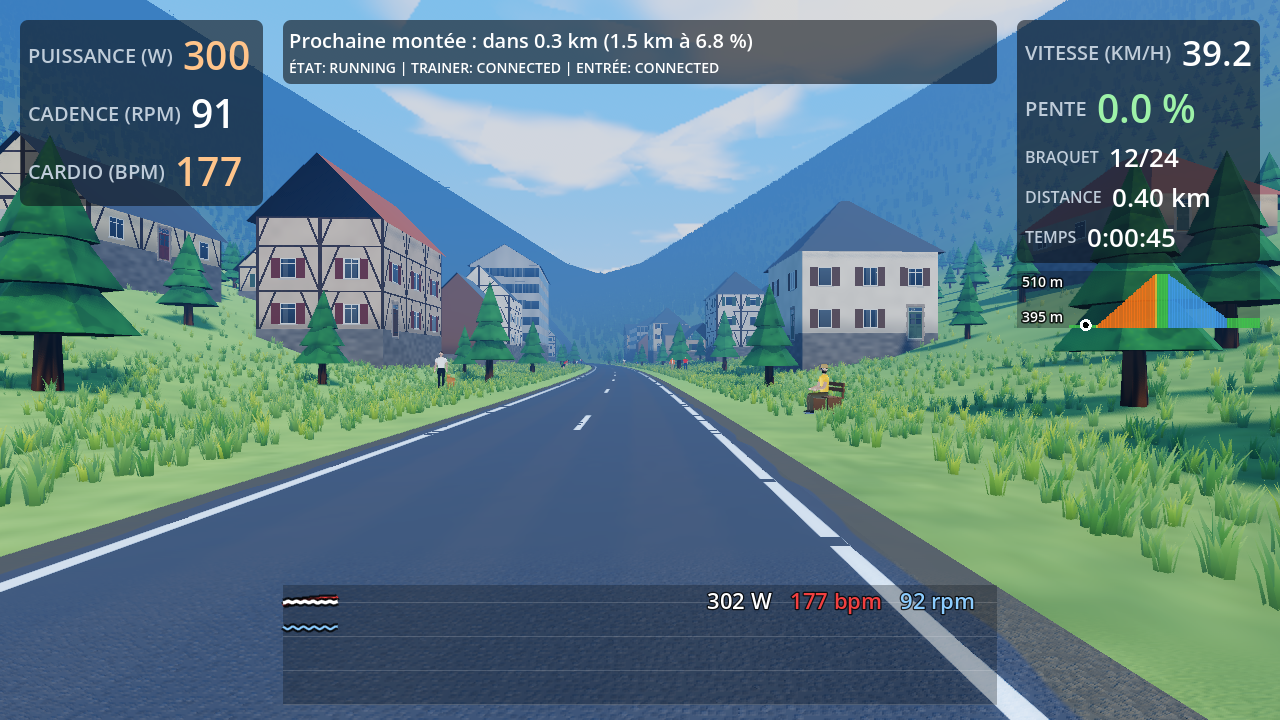 PUISSANCE (W) 300
CADENCE (RPM) 91
CARDIO (BPM) 177
Prochaine montée : dans 0.3 km (1.5 km à 6.8 %)
ÉTAT: RUNNING | TRAINER: CONNECTED | ENTRÉE: CONNECTED
VITESSE (KM/H) 39.2
PENTE 0.0 %
BRAQUET 12/24
DISTANCE 0.40 km
TEMPS 0:00:45
510 m
395 m
302 W 177 bpm 92 rpm